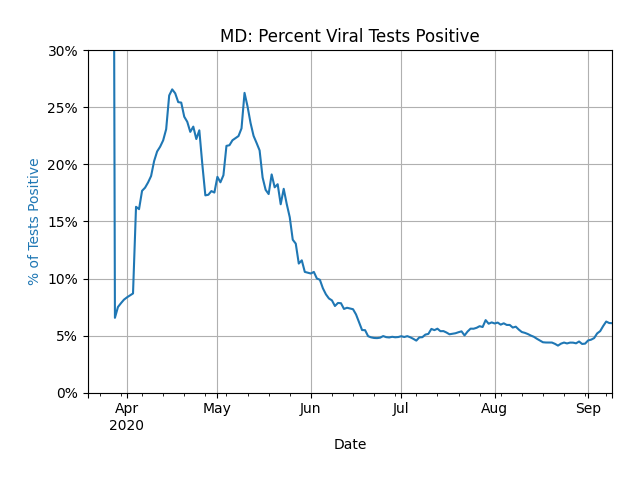 MD: Percent Viral Tests Positive
30%
25%
20%
15%
10%
5%
0%
% of Tests Positive
Apr
2020
May
Jun
Jul
Aug
Sep
Date